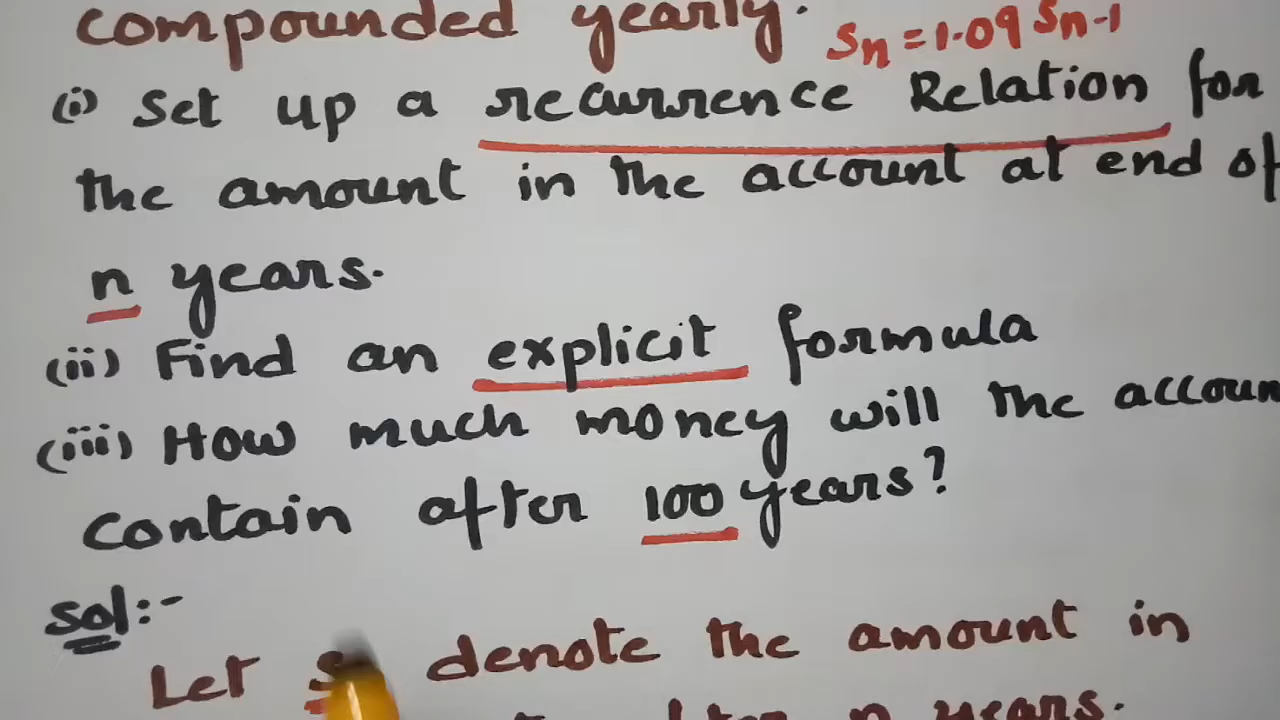 compounded yearly.
Sn = 1.09 Sn-1
(i) Set up a recurrence Relation for
the amount in the account at end of
n years.
(ii) Find an explicit formula
(iii) How much money will the accoun
contain after 100 years?
Sol:-
Let S denote the amount in
n years.